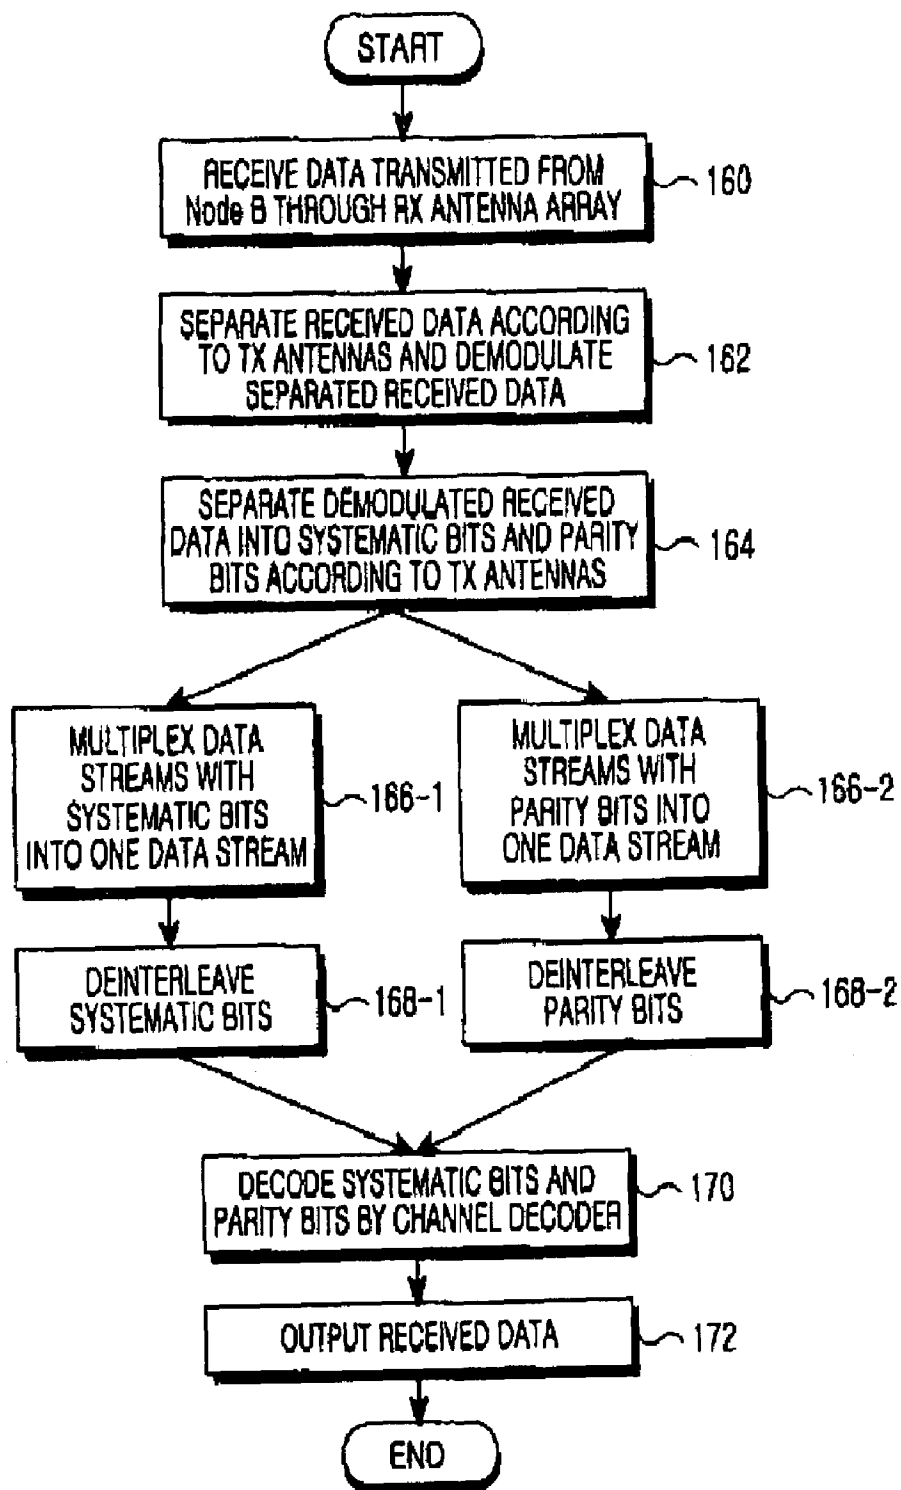 START
RECEIVE DATA TRANSMITTED FROM
Node B THROUGH RX ANTENNA ARRAY
160
SEPARATE RECEIVED DATA ACCORDING
TO TX ANTENNAS AND DEMODULATE
SEPARATED RECEIVED DATA
162
SEPARATE DEMODULATED RECEIVED
DATA INTO SYSTEMATIC BITS AND PARITY
BITS ACCORDING TO TX ANTENNAS
164
MULTIPLEX DATA
STREAMS WITH
SYSTEMATIC BITS
INTO ONE DATA STREAM
166-1
MULTIPLEX DATA
STREAMS WITH
PARITY BITS INTO
ONE DATA STREAM
166-2
DEINTERLEAVE
SYSTEMATIC BITS
168-1
DEINTERLEAVE
PARITY BITS
168-2
DECODE SYSTEMATIC BITS AND
PARITY BITS BY CHANNEL DECODER
170
OUTPUT RECEIVED DATA
172
END